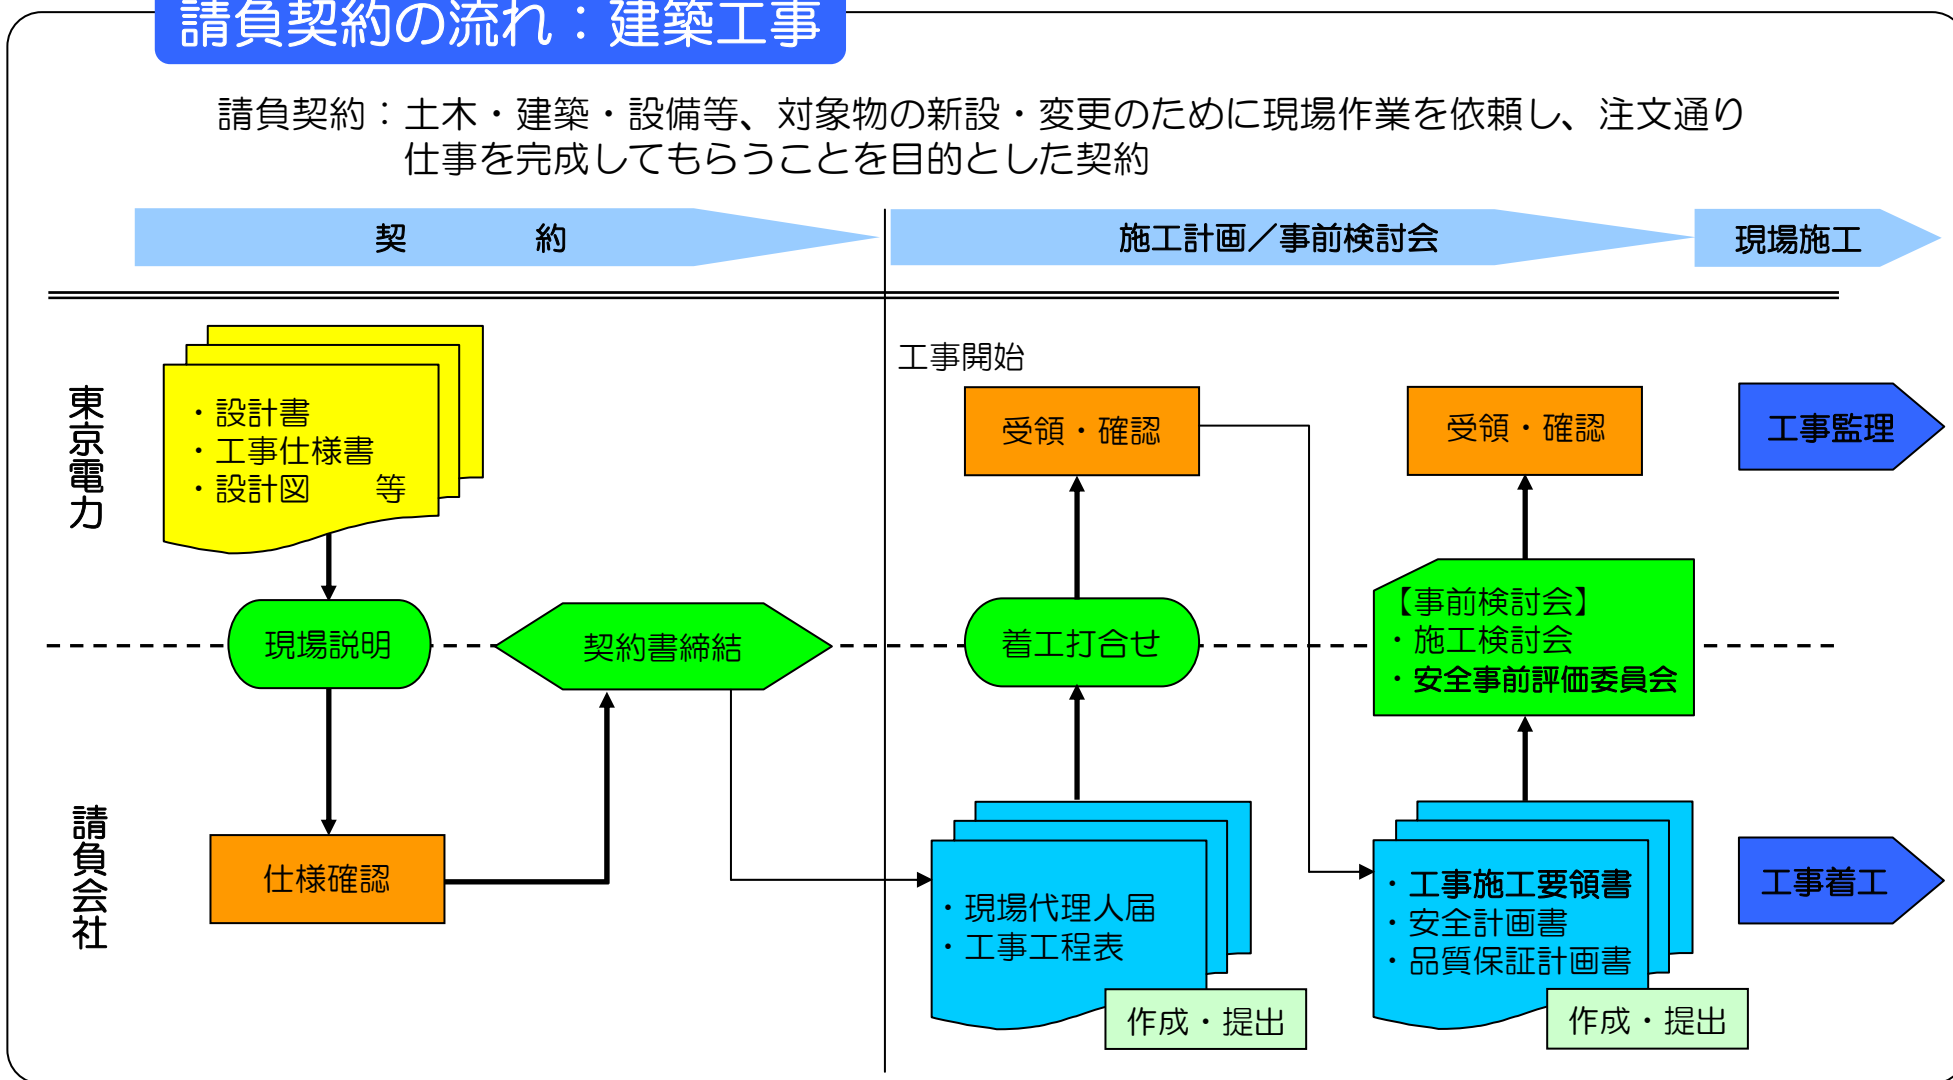 請負契約の流れ：建築工事
請負契約：土木・建築・設備等、対象物の新設・変更のために現場作業を依頼し、注文通り
仕事を完成してもらうことを目的とした契約
契　約
施工計画／事前検討会
現場施工
東京電力
・設計書
・工事仕様書
・設計図　等
現場説明
仕様確認
契約書締結
工事開始
受領・確認
着工打合せ
・現場代理人届
・工事工程表
作成・提出
受領・確認
【事前検討会】
・施工検討会
・安全事前評価委員会
・工事施工要領書
・安全計画書
・品質保証計画書
作成・提出
工事監理
請負会社
工事着工